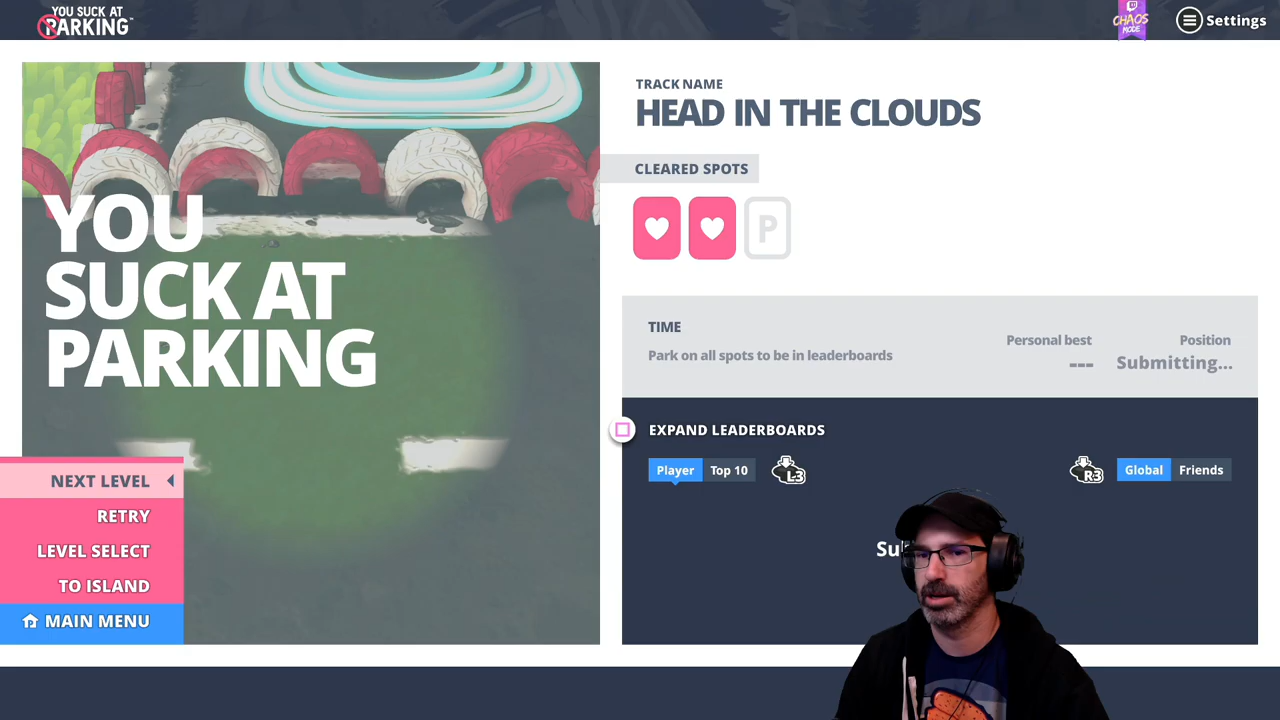 YOU SUCK AT
PARKING™
CHAOS
MODE
Settings
YOU
SUCK AT
PARKING
TRACK NAME
HEAD IN THE CLOUDS
CLEARED SPOTS
P
TIME
Park on all spots to be in leaderboards
Personal best
---
Position
Submitting...
EXPAND LEADERBOARDS
Player
Top 10
L3
R3
Global
Friends
NEXT LEVEL
RETRY
LEVEL SELECT
TO ISLAND
MAIN MENU